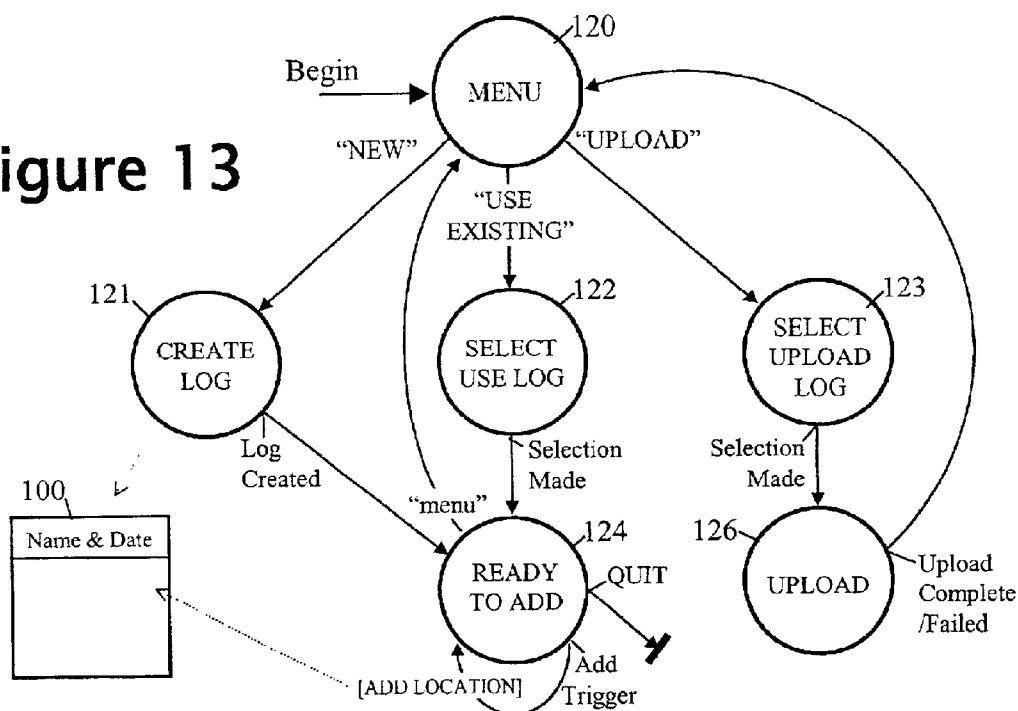 120
Begin
MENU
igure 13
"NEW"
"UPLOAD"
"USE
EXISTING"
121
122
123
CREATE
LOG
SELECT
USE LOG
SELECT
UPLOAD
LOG
Log
Created
Selection
Made
Selection
Made
"menu"
100
Name & Date
124
126
READY
TO ADD
QUIT
UPLOAD
Upload
Complete
/Failed
[ADD LOCATION]
Add
Trigger